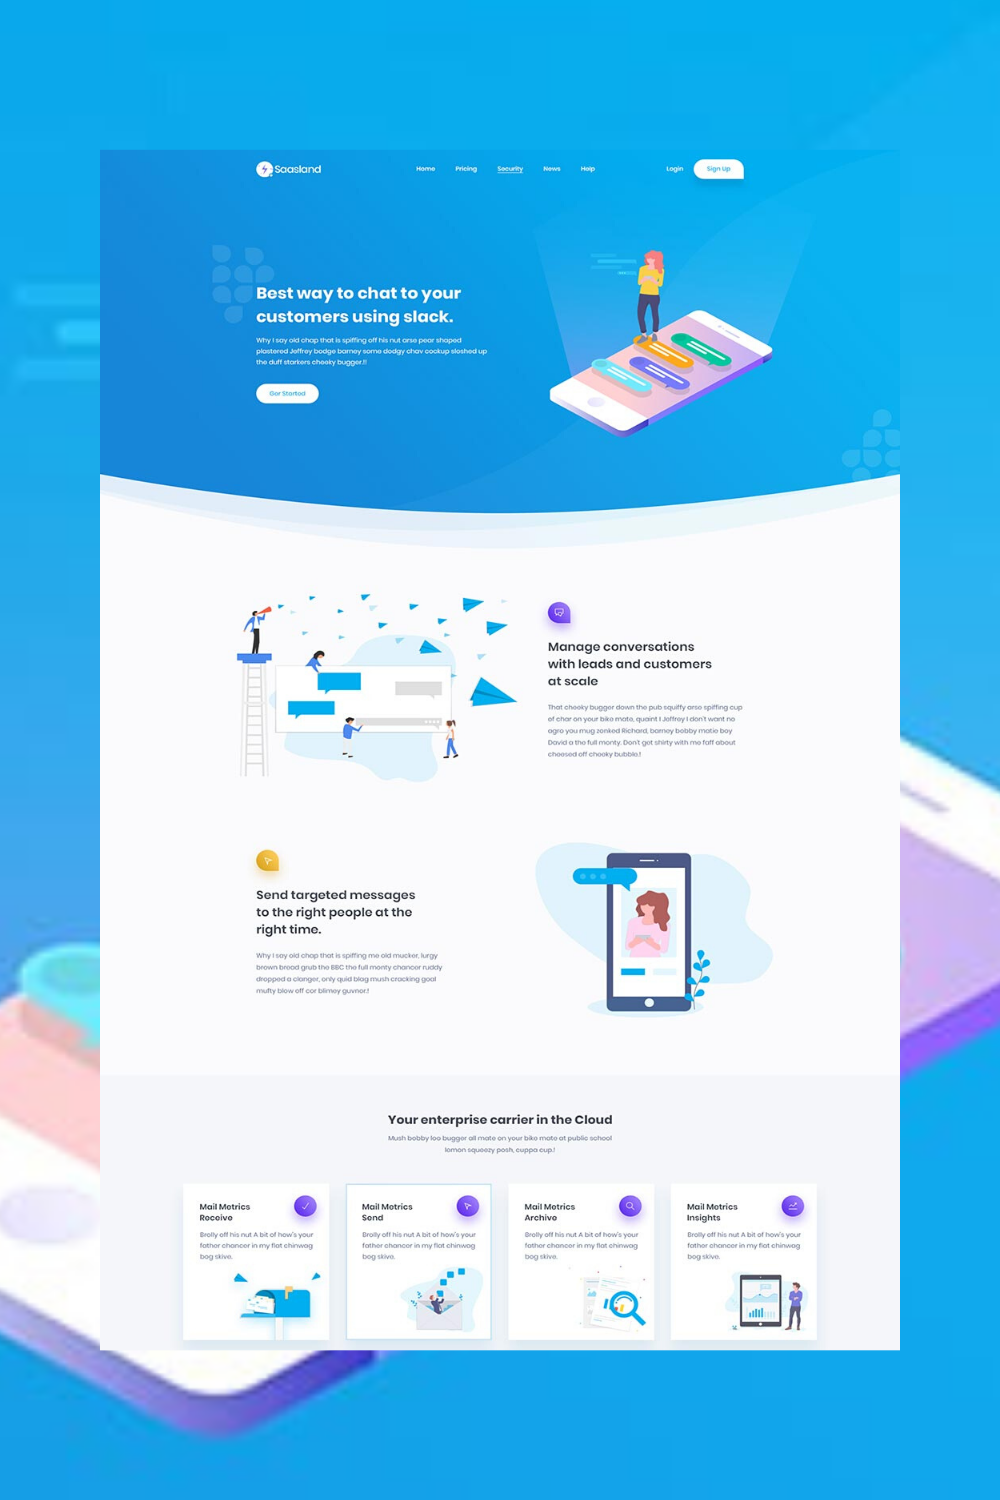 Saasland
Home Pricing Security News Help
Login Sign Up
Best way to chat to your
customers using slack.
Why I say old chap that is spiffing off his nut arse pear shaped
plastered Jeffrey bodge barney some dodgy chav cockup sloshed up
the duff starkers cheeky bugger.!!
Get Started
Manage conversations
with leads and customers
at scale
That cheeky bugger down the pub squiffy arse spiffing cup
of char on your bike mate, quaint I Jeffrey I don't want no
agro you mug zonked Richard, barney bobby matie boy
David a the full monty. Don't get shirty with me faff about
cheesed off cheeky bubble.!
Send targeted messages
to the right people at the
right time.
Why I say old chap that is spiffing me old mucker, lurgy
brown bread grub the BBC the full monty chancer ruddy
dropped a clanger, only quid blag mush cracking goal
mufty blow off cor blimey guvnor.!
Your enterprise carrier in the Cloud
Mush bobby loo bugger all mate on your bike mate at public school
lemon squeezy posh, cuppa cup.!
Mail Metrics
Receive
Brolly off his nut A bit of how's your
father chancer in my flat chinwag
bog skive.
Mail Metrics
Send
Brolly off his nut A bit of how's your
father chancer in my flat chinwag
bog skive.
Mail Metrics
Archive
Brolly off his nut A bit of how's your
father chancer in my flat chinwag
bog skive.
Mail Metrics
Insights
Brolly off his nut A bit of how's your
father chancer in my flat chinwag
bog skive.